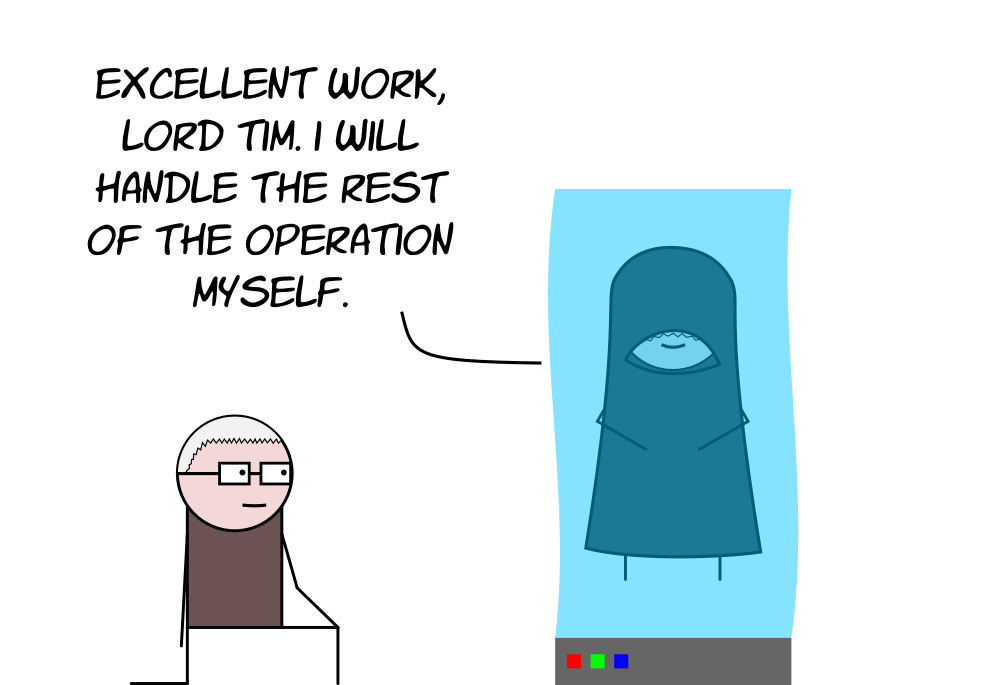 EXCELLENT WORK,
LORD TIM. I WILL
HANDLE THE REST
OF THE OPERATION
MYSELF.